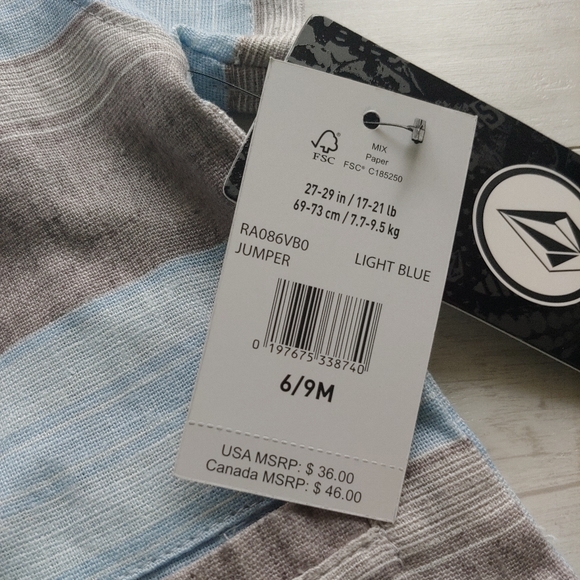 FSC
MIX
Paper
FSC® C185250
27-29 in / 17-21 lb
69-73 cm / 7.7-9.5 kg
RA086VB0
JUMPER
LIGHT BLUE
0 197675 338740
6/9M
USA MSRP: $ 36.00
Canada MSRP: $ 46.00